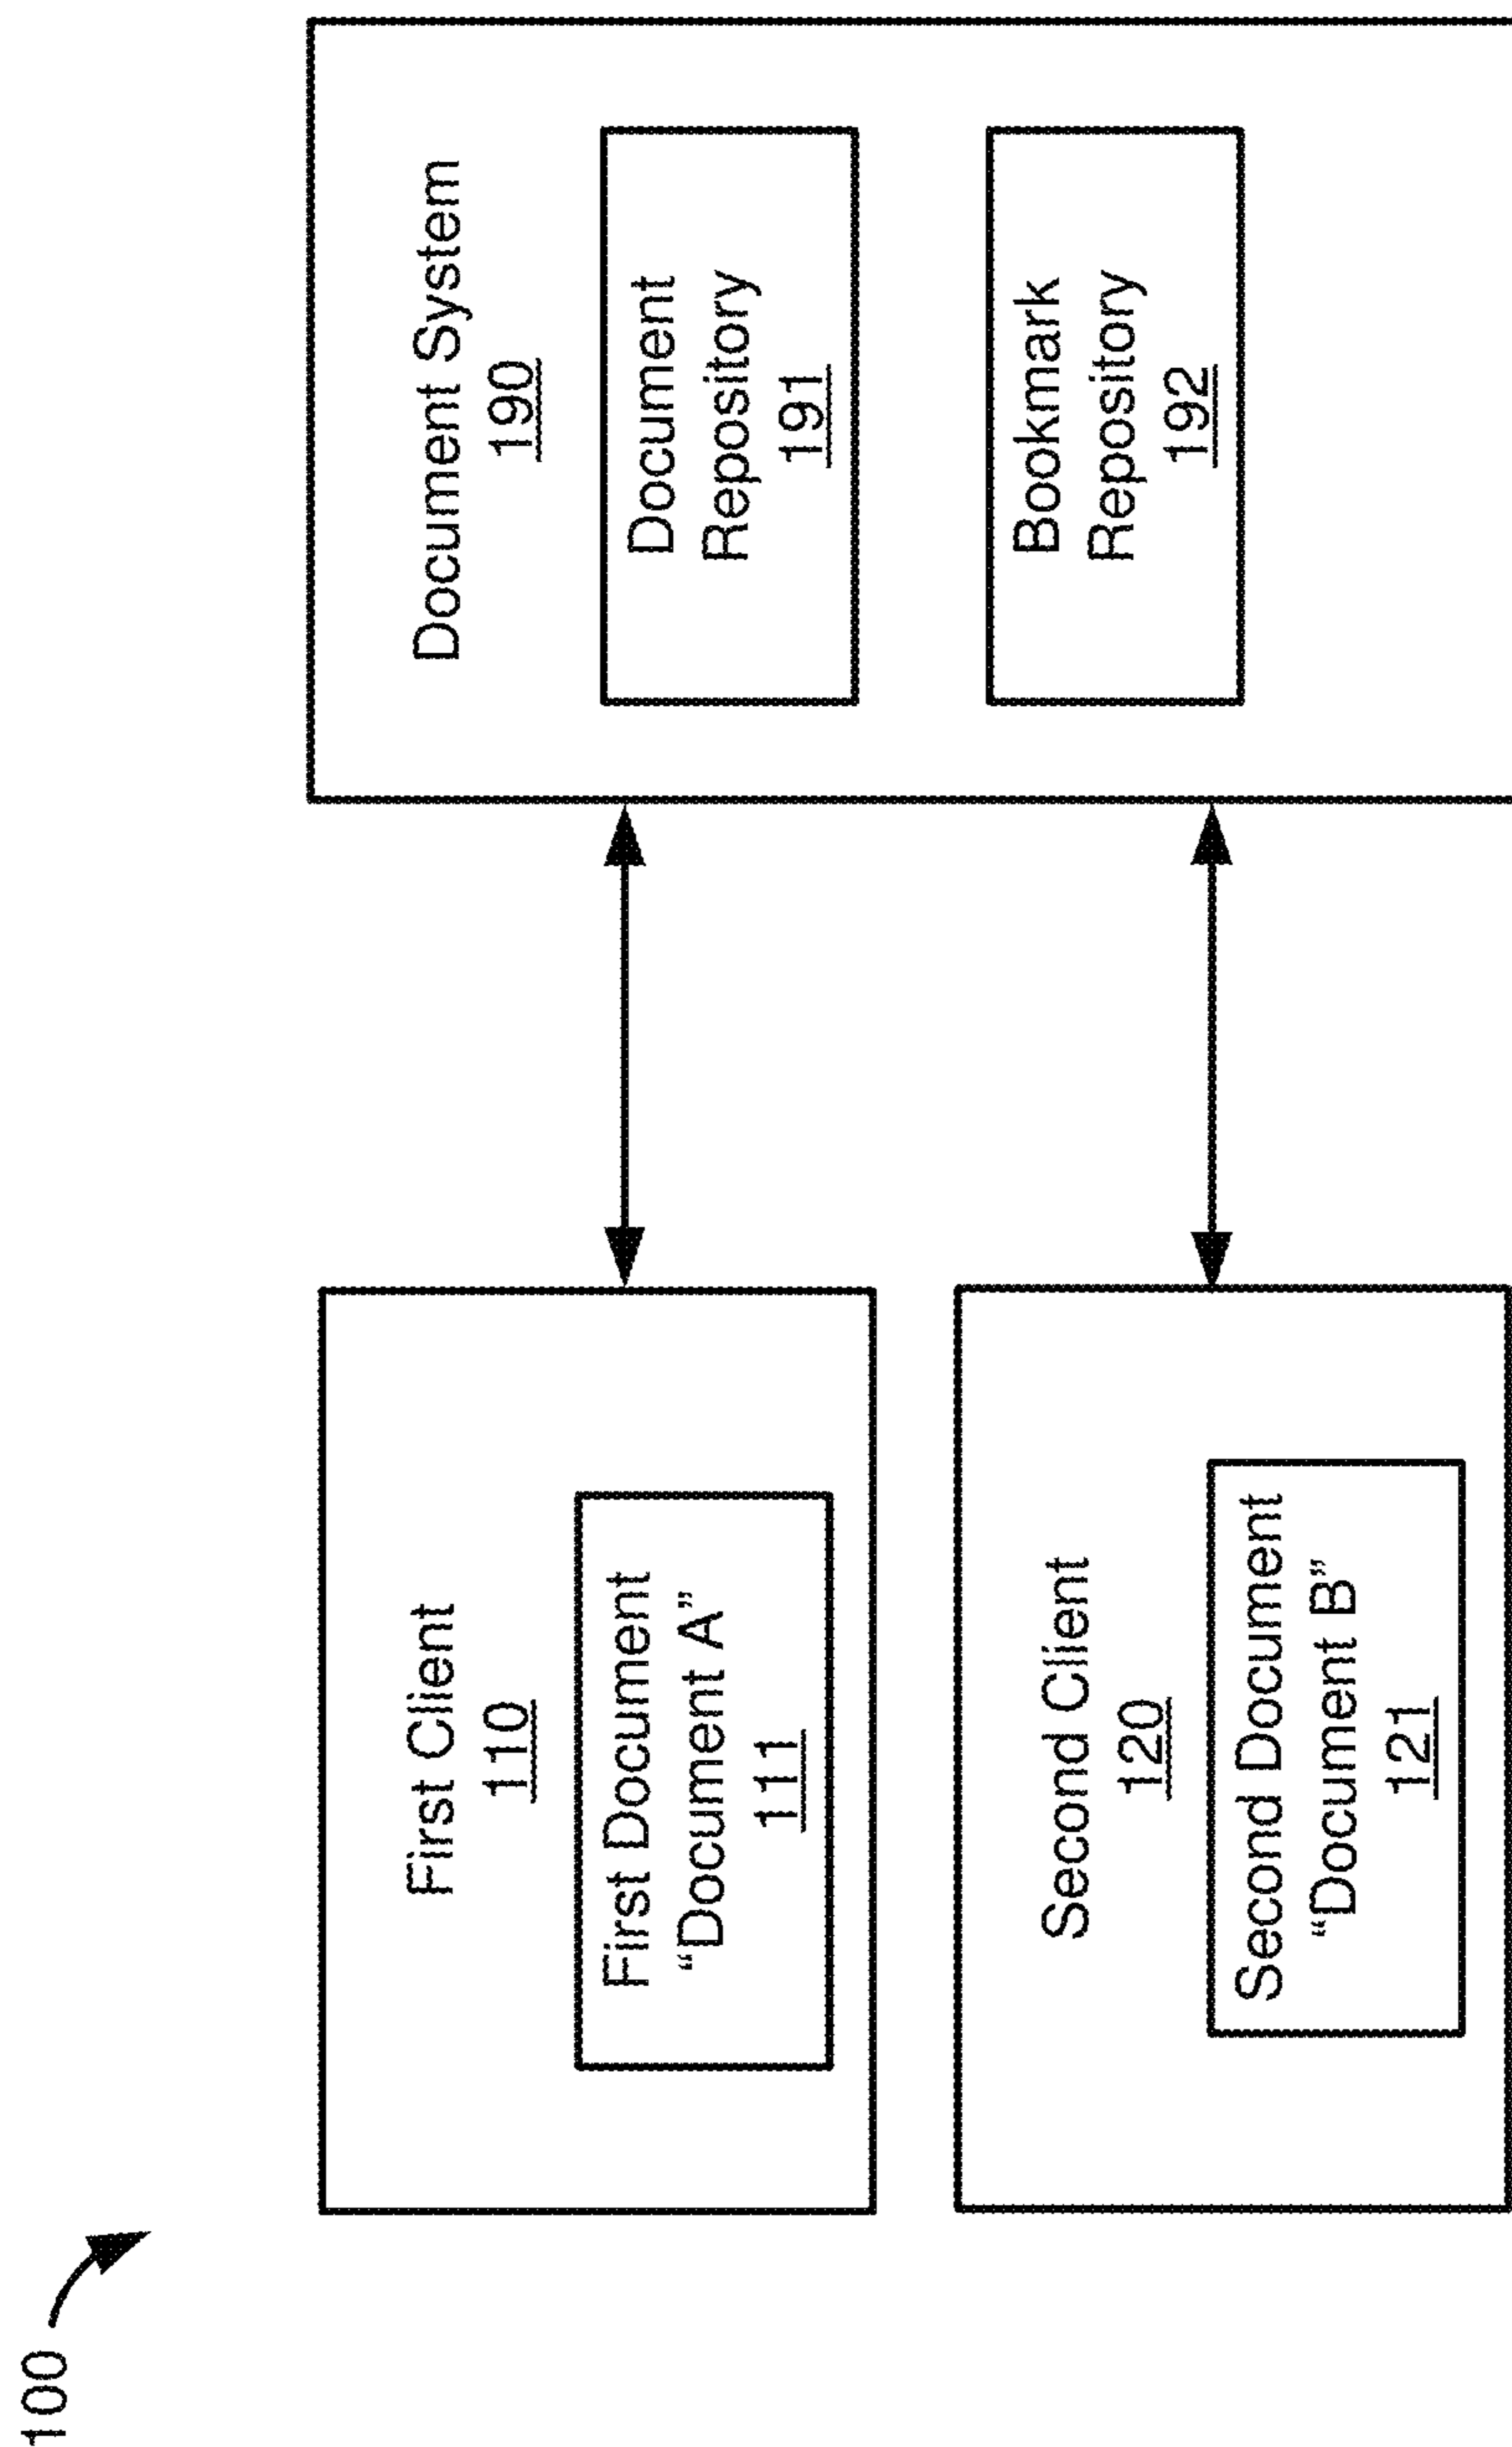 100
First Client
110
First Document
“Document A”
111
Second Client
120
Second Document
“Document B”
121
Document System
190
Document
Repository
191
Bookmark
Repository
192